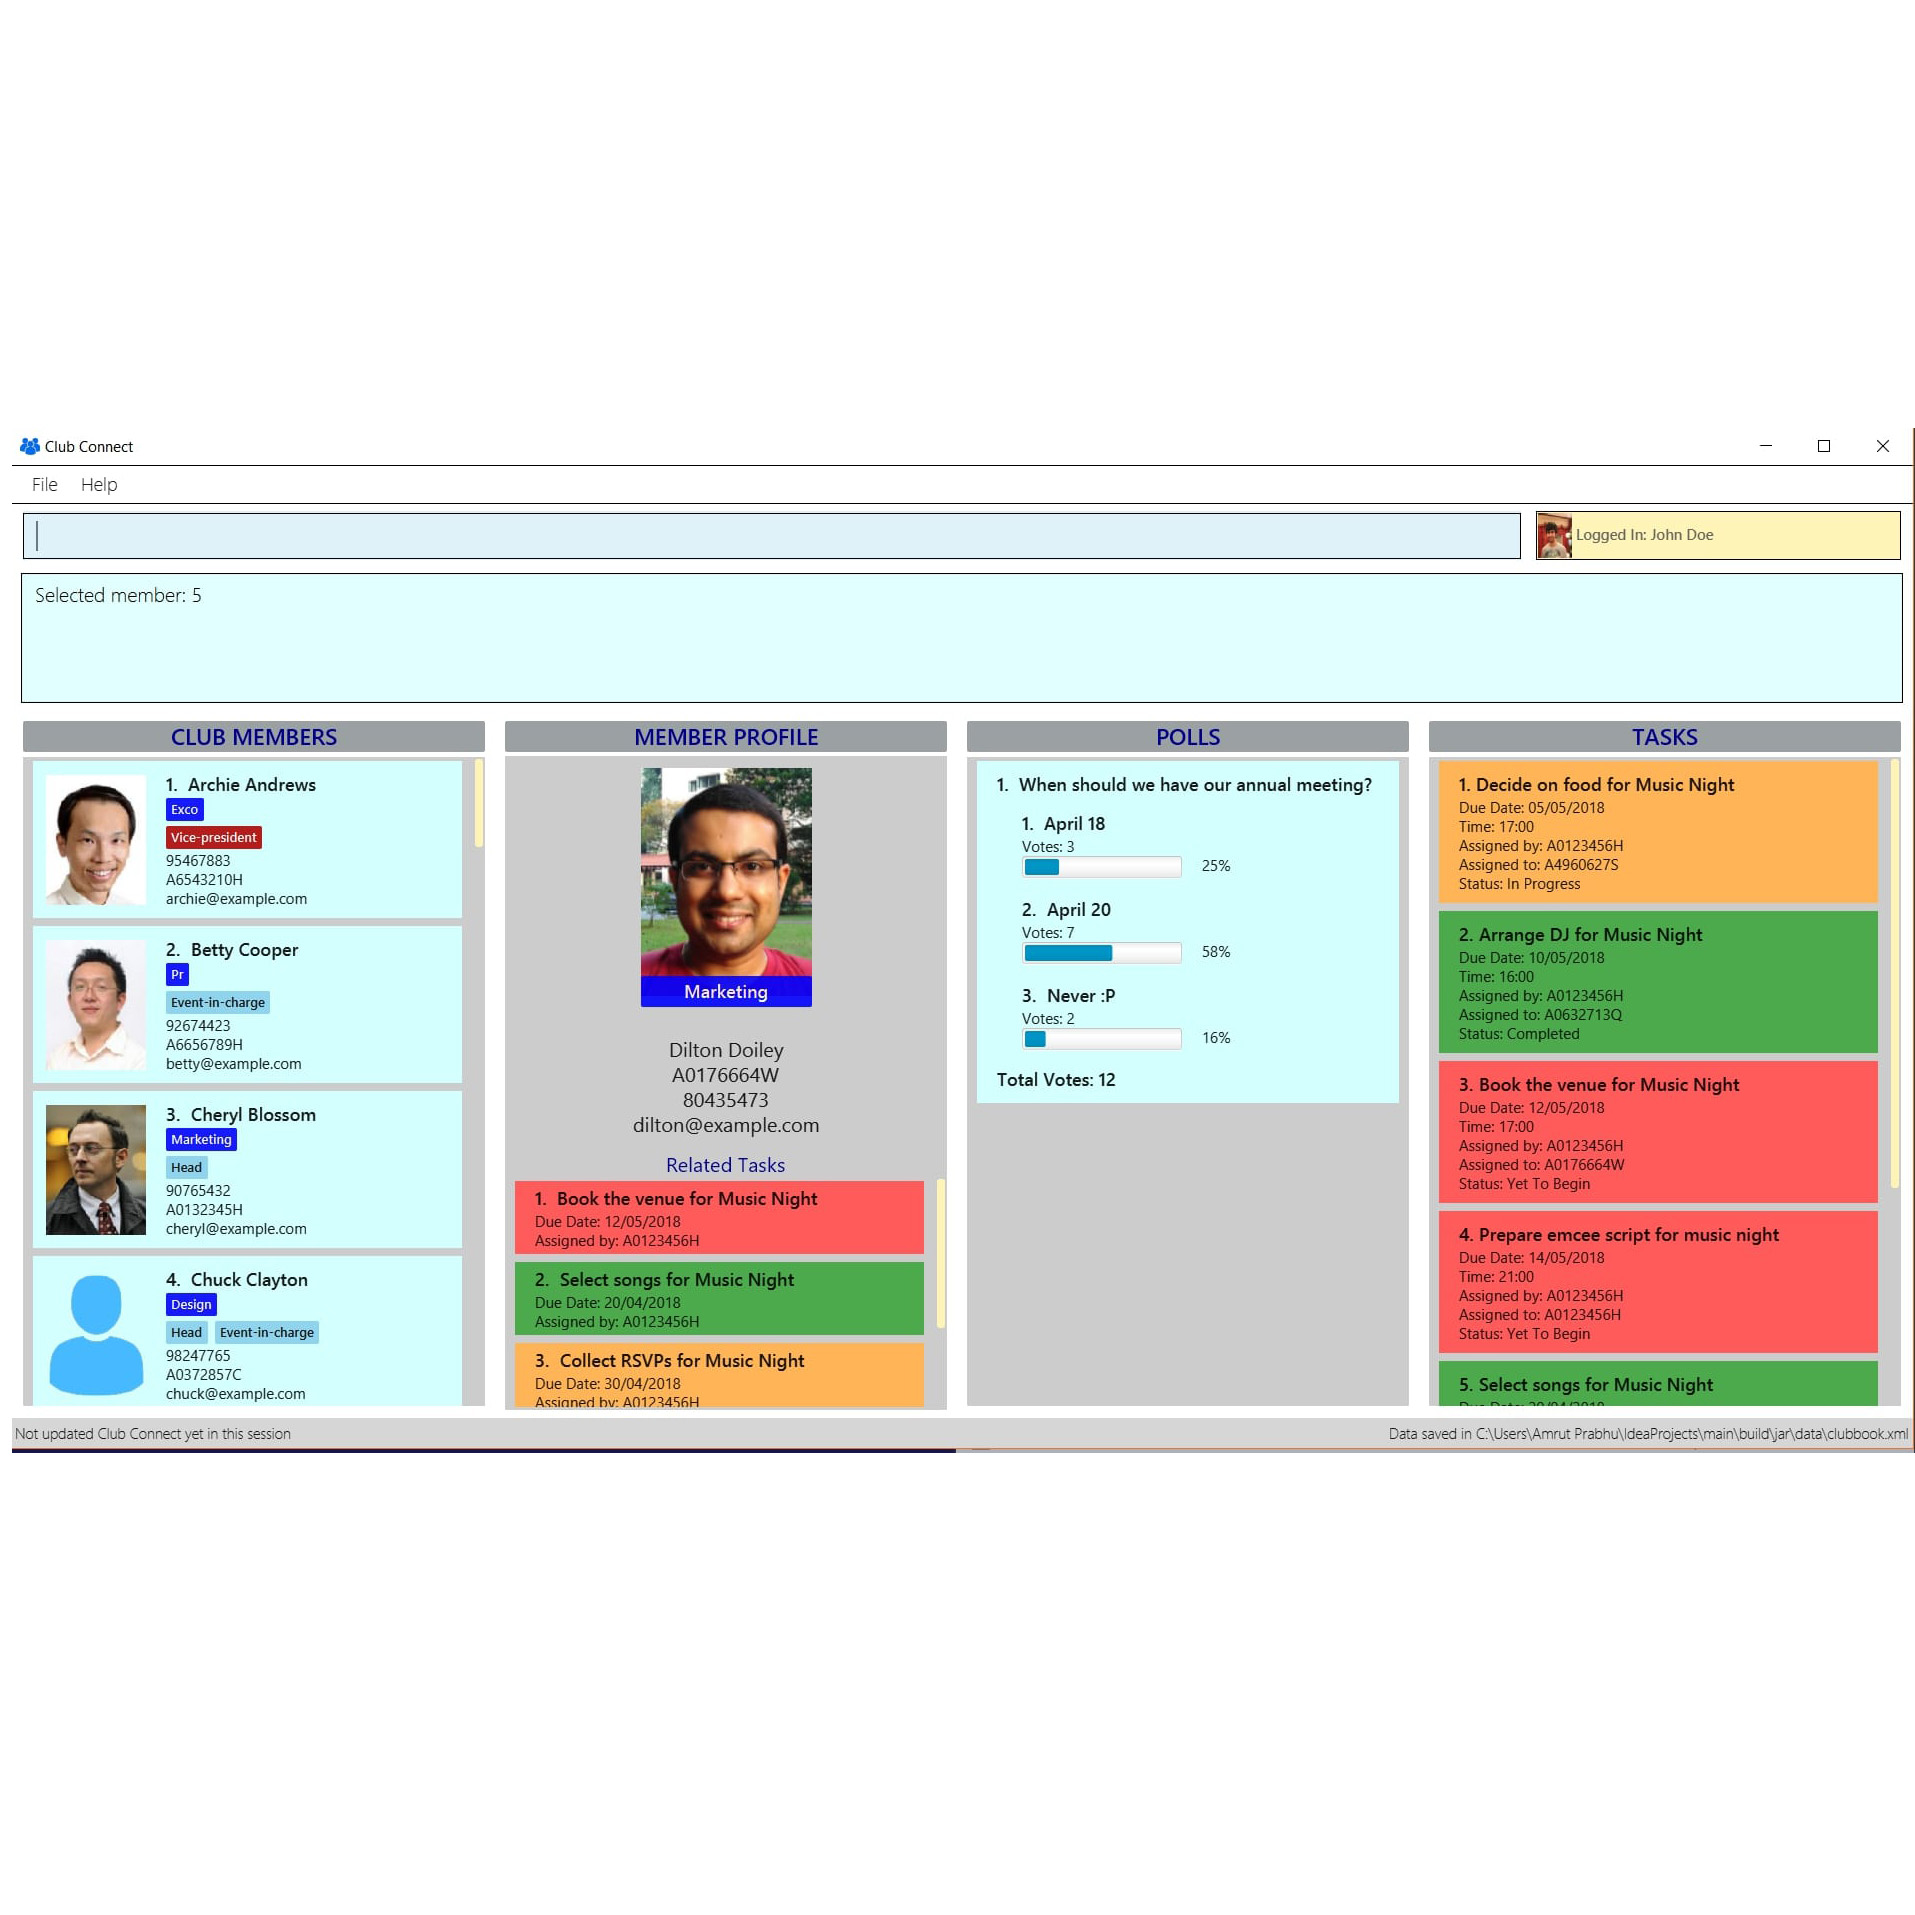 Club Connect
File Help
Logged In: John Doe
Selected member: 5
CLUB MEMBERS
1. Archie Andrews
Exco
Vice-president
95467883
A6543210H
archie@example.com
2. Betty Cooper
Pr
Event-in-charge
92674423
A6656789H
betty@example.com
3. Cheryl Blossom
Marketing
Head
90765432
A0132345H
cheryl@example.com
4. Chuck Clayton
Design
Head Event-in-charge
98247765
A0372857C
chuck@example.com
MEMBER PROFILE
Marketing
Dilton Doiley
A0176664W
80435473
dilton@example.com
Related Tasks
1. Book the venue for Music Night
Due Date: 12/05/2018
Assigned by: A0123456H
2. Select songs for Music Night
Due Date: 20/04/2018
Assigned by: A0123456H
3. Collect RSVPs for Music Night
Due Date: 30/04/2018
Assigned by: A0123456H
POLLS
1. When should we have our annual meeting?
1. April 18
Votes: 3
25%
2. April 20
Votes: 7
58%
3. Never :P
Votes: 2
16%
Total Votes: 12
TASKS
1. Decide on food for Music Night
Due Date: 05/05/2018
Time: 17:00
Assigned by: A0123456H
Assigned to: A4960627S
Status: In Progress
2. Arrange DJ for Music Night
Due Date: 10/05/2018
Time: 16:00
Assigned by: A0123456H
Assigned to: A0632713Q
Status: Completed
3. Book the venue for Music Night
Due Date: 12/05/2018
Time: 17:00
Assigned by: A0123456H
Assigned to: A0176664W
Status: Yet To Begin
4. Prepare emcee script for music night
Due Date: 14/05/2018
Time: 21:00
Assigned by: A0123456H
Assigned to: A0123456H
Status: Yet To Begin
5. Select songs for Music Night
Not updated Club Connect yet in this session
Data saved in C:\Users\Amrut Prabhu\IdeaProjects\main\build\jar\data\clubbook.xml